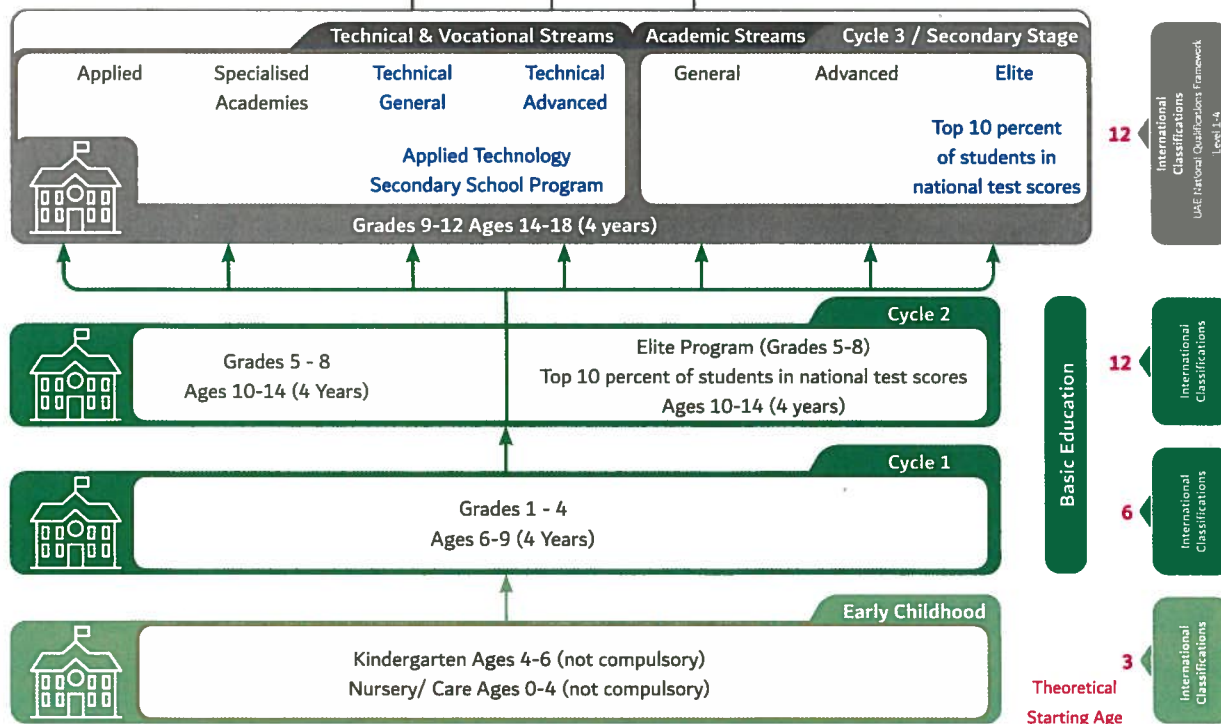 Technical & Vocational Streams
Academic Streams
Cycle 3 / Secondary Stage
Applied
Specialised
Academies
Technical
General
Technical
Advanced
Applied Technology
Secondary School Program
General
Advanced
Elite
Top 10 percent
of students in
national test scores
Grades 9-12 Ages 14-18 (4 years)
12
International
Classifications
UAE National Qualifications Framework
Level 1-4
Cycle 2
Grades 5 - 8
Ages 10-14 (4 Years)
Elite Program (Grades 5-8)
Top 10 percent of students in national test scores
Ages 10-14 (4 years)
Basic Education
12
International
Classifications
Cycle 1
Grades 1 - 4
Ages 6-9 (4 Years)
6
International
Classifications
Early Childhood
Kindergarten Ages 4-6 (not compulsory)
Nursery/ Care Ages 0-4 (not compulsory)
3
Theoretical
Starting Age
International
Classifications